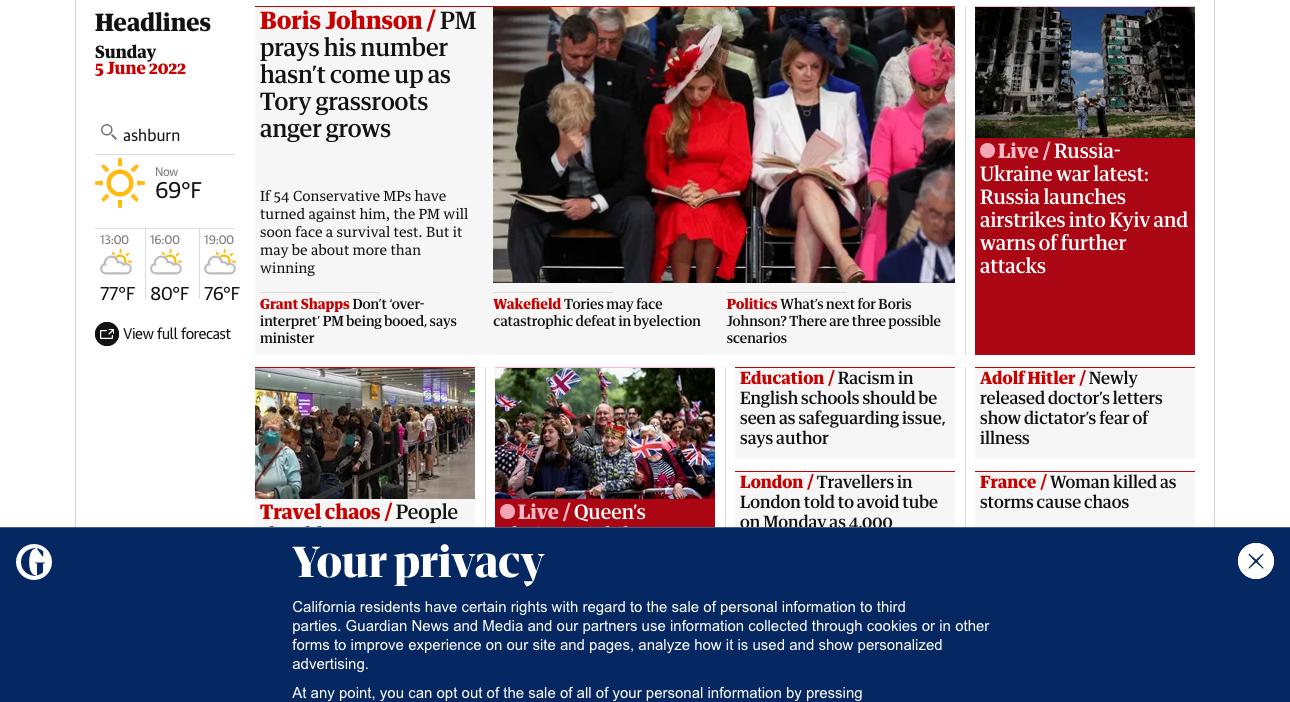 Headlines
Sunday
5 June 2022
ashburn
Now
69°F
13:00
16:00
19:00
77°F
80°F
76°F
View full forecast
Boris Johnson / PM
prays his number
hasn’t come up as
Tory grassroots
anger grows
If 54 Conservative MPs have
turned against him, the PM will
soon face a survival test. But it
may be about more than
winning
Grant Shapps Don’t ‘over-
interpret’ PM being booed, says
minister
Wakefield Tories may face
catastrophic defeat in byelection
Politics What’s next for Boris
Johnson? There are three possible
scenarios
Live / Russia-
Ukraine war latest:
Russia launches
airstrikes into Kyiv and
warns of further
attacks
Travel chaos / People
Live / Queen’s
Education / Racism in
English schools should be
seen as safeguarding issue,
says author
London / Travellers in
London told to avoid tube
on Monday as 4,000
Adolf Hitler / Newly
released doctor’s letters
show dictator’s fear of
illness
France / Woman killed as
storms cause chaos
G
Your privacy
California residents have certain rights with regard to the sale of personal information to third
parties. Guardian News and Media and our partners use information collected through cookies or in other
forms to improve experience on our site and pages, analyze how it is used and show personalized
advertising.
At any point, you can opt out of the sale of all of your personal information by pressing